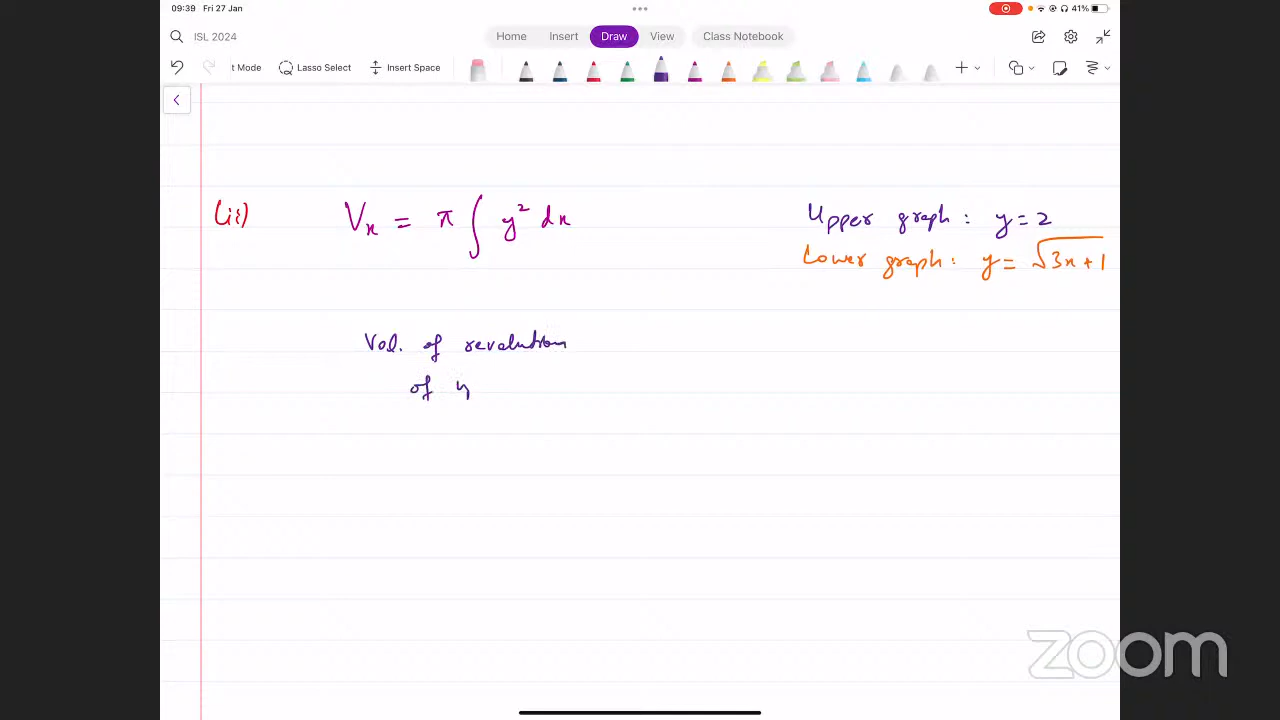 09:39 Fri 27 Jan
41%
ISL 2024
Home Insert Draw View Class Notebook
t Mode Lasso Select Insert Space
(ii) Vx = π ∫ y² dx
Upper graph: y = 2
Lower graph: y = √3x + 1
Vol. of revolution
of y
zoom